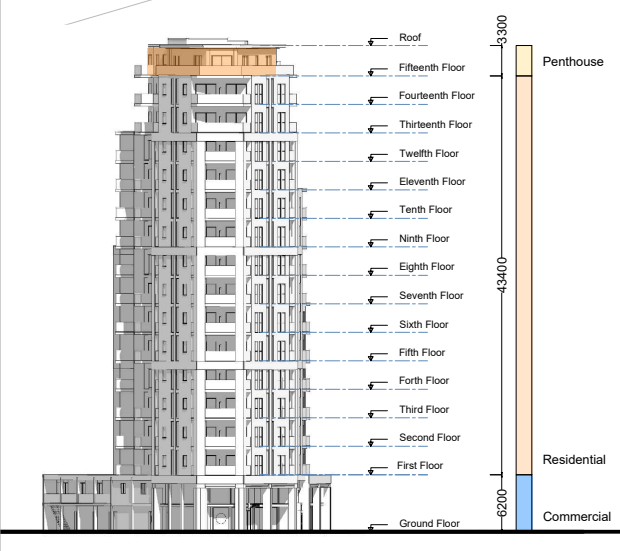 Roof
3300
Penthouse
Fifteenth Floor
Fourteenth Floor
Thirteenth Floor
Twelfth Floor
Eleventh Floor
Tenth Floor
Ninth Floor
Eighth Floor
43400
Seventh Floor
Sixth Floor
Fifth Floor
Forth Floor
Third Floor
Second Floor
Residential
First Floor
6200
Commercial
Ground Floor